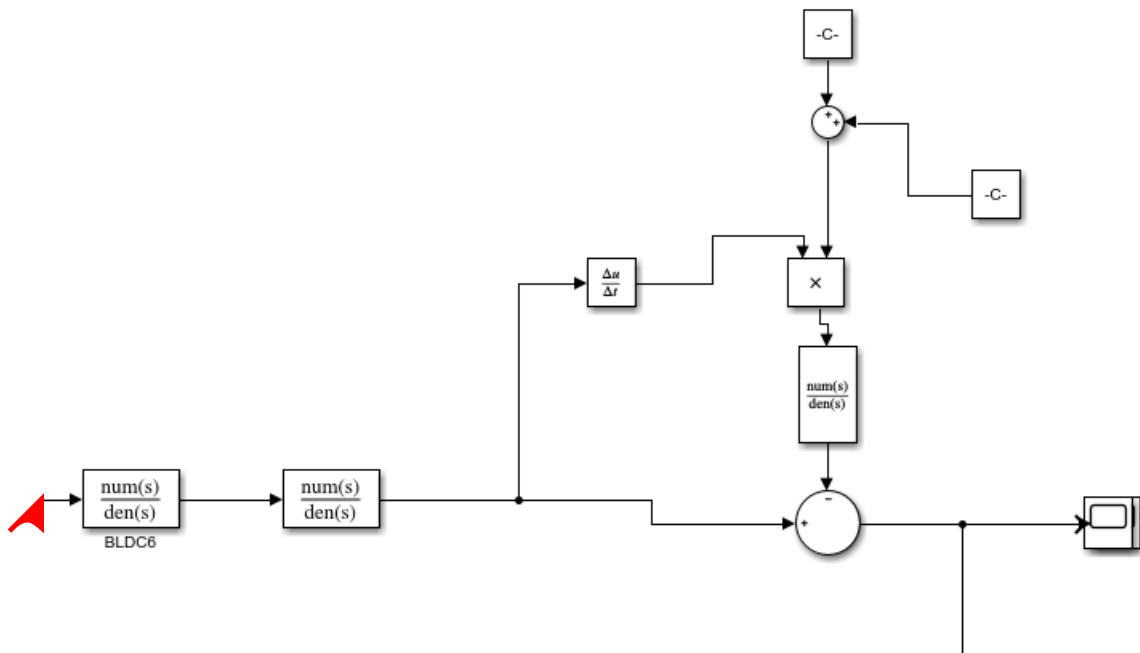 -C-
+
+
-C-
Δu
Δt
×
num(s)
den(s)
num(s)
den(s)
BLDC6
num(s)
den(s)
−
+